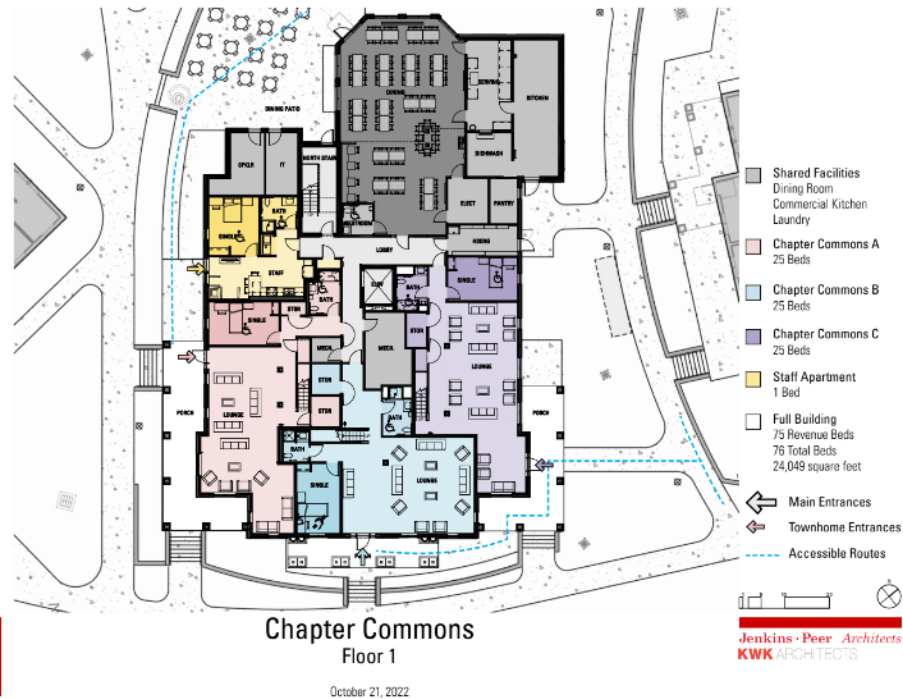 DINING
SERVING
KITCHEN
DINING PATIO
DISHWASH
SPKLR
IT
NORTH STAIR
ELECT
PANTRY
BATH
SINGLE
RESTROOM
LOBBY
STAFF
ELEV
BATH
SINGLE
BATH
STOR
SINGLE
STOR
MECH.
MECH.
STOR
LOUNGE
PORCH
LOUNGE
STOR
BATH
PORCH
BATH
SINGLE
LOUNGE
Shared Facilities
Dining Room
Commercial Kitchen
Laundry
Chapter Commons A
25 Beds
Chapter Commons B
25 Beds
Chapter Commons C
25 Beds
Staff Apartment
1 Bed
Full Building
75 Revenue Beds
76 Total Beds
24,049 square feet
Main Entrances
Townhome Entrances
Accessible Routes
Jenkins·Peer Architects
KWK ARCHITECTS
Chapter Commons
Floor 1
October 21, 2022